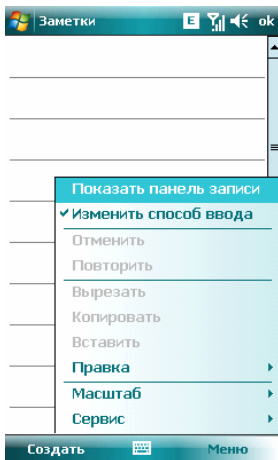 Заметки E ok
Показать панель записи
Изменить способ ввода
Отменить
Повторить
Вырезать
Копировать
Вставить
Правка
Масштаб
Сервис
Создать Меню